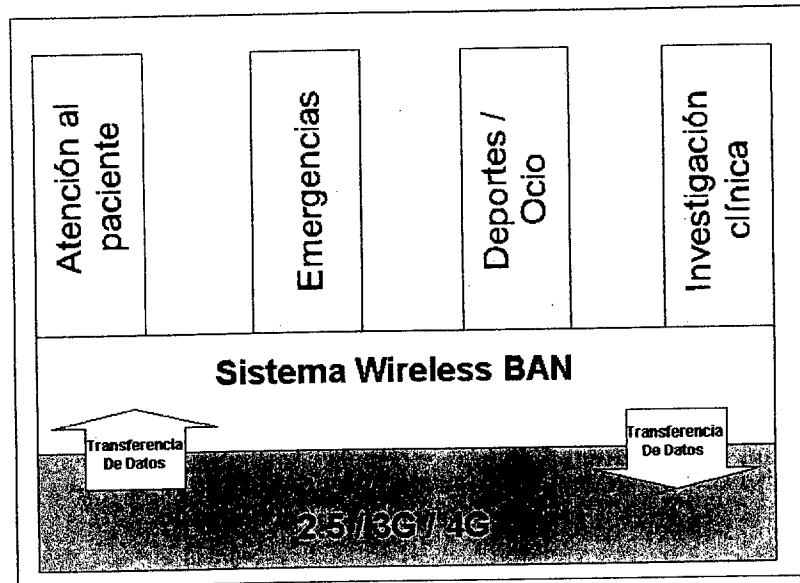 Atención al
paciente
Emergencias
Deportes /
Ocio
Investigación
clínica
Sistema Wireless BAN
Transferencia
De Datos
Transferencia
De Datos
2.5 / 3G / 4G